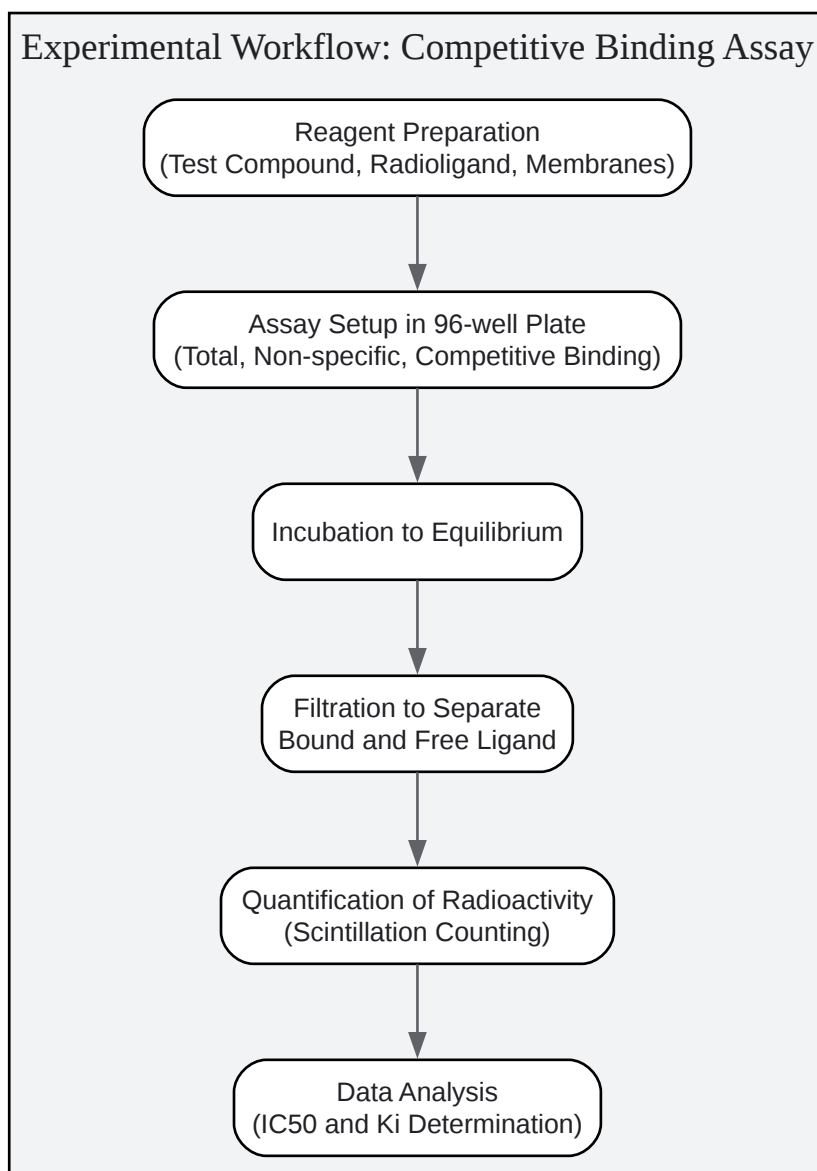 Experimental Workflow: Competitive Binding Assay
Reagent Preparation
(Test Compound, Radioligand, Membranes)
Assay Setup in 96-well Plate
(Total, Non-specific, Competitive Binding)
Incubation to Equilibrium
Filtration to Separate
Bound and Free Ligand
Quantification of Radioactivity
(Scintillation Counting)
Data Analysis
(IC50 and Ki Determination)